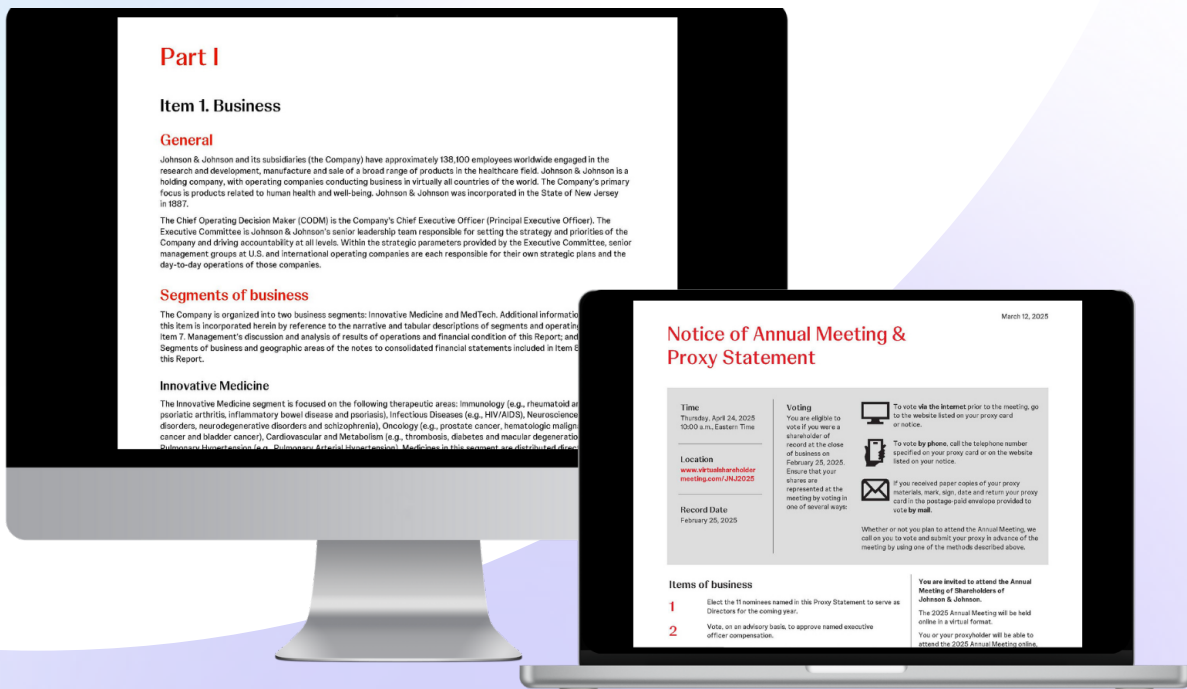 Part I
Item 1. Business
General
Johnson & Johnson and its subsidiaries (the Company) have approximately 138,100 employees worldwide engaged in the
research and development, manufacture and sale of a broad range of products in the healthcare field. Johnson & Johnson is a
holding company, with operating companies conducting business in virtually all countries of the world. The Company's primary
focus is products related to human health and well-being. Johnson & Johnson was incorporated in the State of New Jersey
in 1887.
The Chief Operating Decision Maker (CODM) is the Company's Chief Executive Officer (Principal Executive Officer). The
Executive Committee is Johnson & Johnson's senior leadership team responsible for setting the strategy and priorities of the
Company and driving accountability at all levels. Within the strategic parameters provided by the Executive Committee, senior
management groups at U.S. and international operating companies are each responsible for their own strategic plans and the
day-to-day operations of those companies.
Segments of business
The Company is organized into two business segments: Innovative Medicine and MedTech. Additional informatio
this item is incorporated herein by reference to the narrative and tabular descriptions of segments and operating
Item 7. Management's discussion and analysis of results of operations and financial condition of this Report; and
Segments of business and geographic areas of the notes to consolidated financial statements included in Item 8
this Report.
Innovative Medicine
The Innovative Medicine segment is focused on the following therapeutic areas: Immunology (e.g., rheumatoid ar
psoriatic arthritis, inflammatory bowel disease and psoriasis), Infectious Diseases (e.g., HIV/AIDS), Neuroscience
disorders, neurodegenerative disorders and schizophrenia), Oncology (e.g., prostate cancer, hematologic maligna
cancer and bladder cancer), Cardiovascular and Metabolism (e.g., thrombosis, diabetes and macular degeneratio
Pulmonary Hypertension (e.g., Pulmonary Arterial Hypertension). Medicines in this segment are distributed direc
March 12, 2025
Notice of Annual Meeting &
Proxy Statement
Time
Thursday, April 24, 2025
10:00 a.m., Eastern Time
Location
www.virtualshareholder
meeting.com/JNJ2025
Record Date
February 25, 2025
Voting
You are eligible to
vote if you were a
shareholder of
record at the close
of business on
February 25, 2025.
Ensure that your
shares are
represented at the
meeting by voting in
one of several ways:
To vote via the internet prior to the meeting, go
to the website listed on your proxy card
or notice.
To vote by phone, call the telephone number
specified on your proxy card or on the website
listed on your notice.
If you received paper copies of your proxy
materials, mark, sign, date and return your proxy
card in the postage-paid envelope provided to
vote by mail.
Whether or not you plan to attend the Annual Meeting, we
call on you to vote and submit your proxy in advance of the
meeting by using one of the methods described above.
Items of business
1 Elect the 11 nominees named in this Proxy Statement to serve as
Directors for the coming year.
2 Vote, on an advisory basis, to approve named executive
officer compensation.
You are invited to attend the Annual
Meeting of Shareholders of
Johnson & Johnson.
The 2025 Annual Meeting will be held
online in a virtual format.
You or your proxyholder will be able to
attend the 2025 Annual Meeting online,